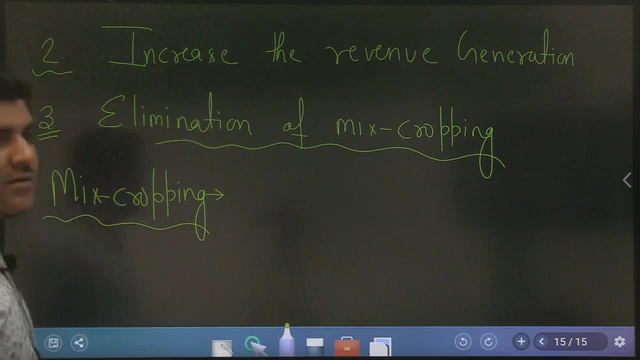 2. Increase the revenue Generation
3 Elimination of mix-cropping
Mix-cropping →
15 / 15